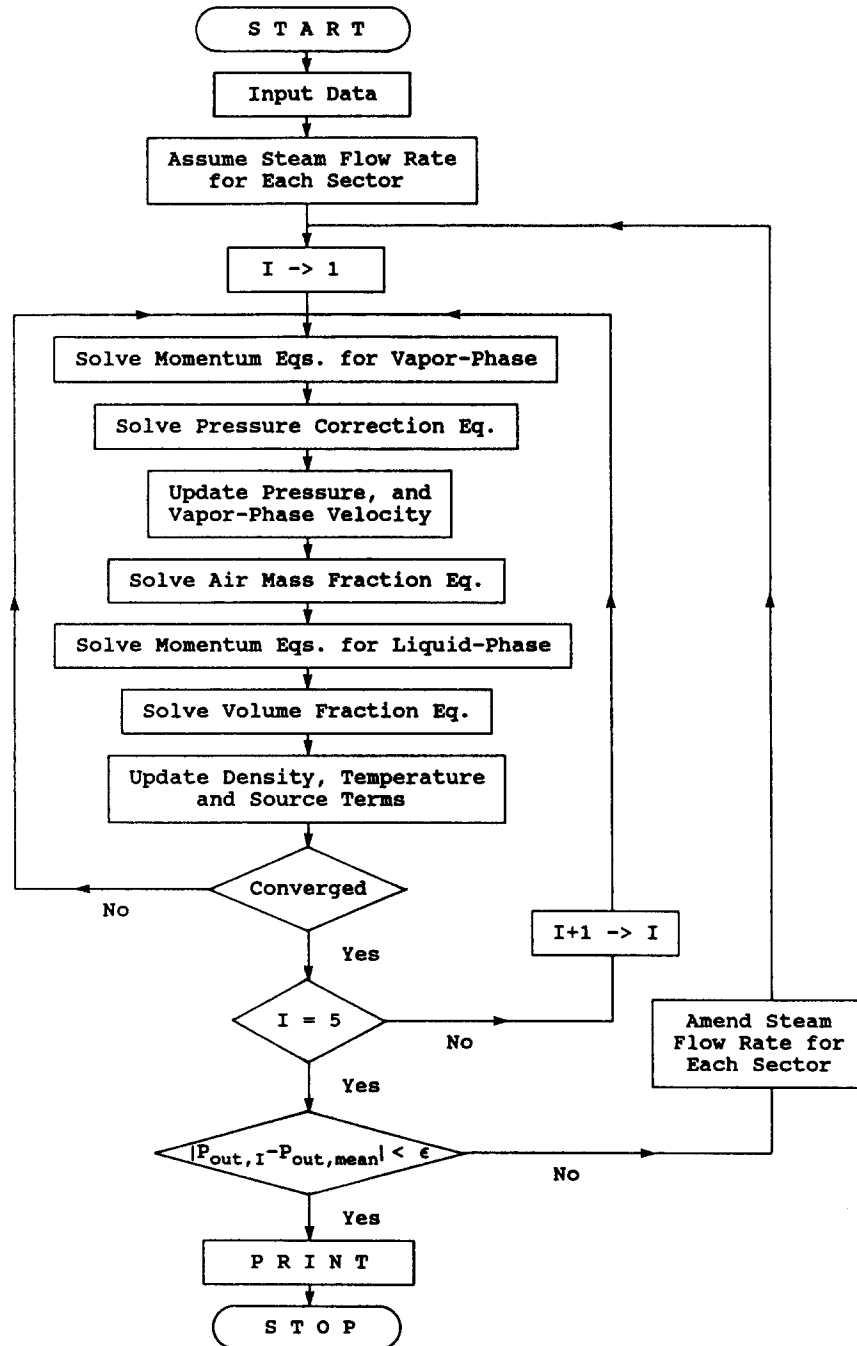 S T A R T
Input Data
Assume Steam Flow Rate
for Each Sector
I -> 1
Solve Momentum Eqs. for Vapor-Phase
Solve Pressure Correction Eq.
Update Pressure, and
Vapor-Phase Velocity
Solve Air Mass Fraction Eq.
Solve Momentum Eqs. for Liquid-Phase
Solve Volume Fraction Eq.
Update Density, Temperature
and Source Terms
Converged
No
Yes
I+1 -> I
I = 5
No
Yes
Amend Steam
Flow Rate for
Each Sector
|P_out,I-P_out,mean| < ϵ
No
Yes
P R I N T
S T O P